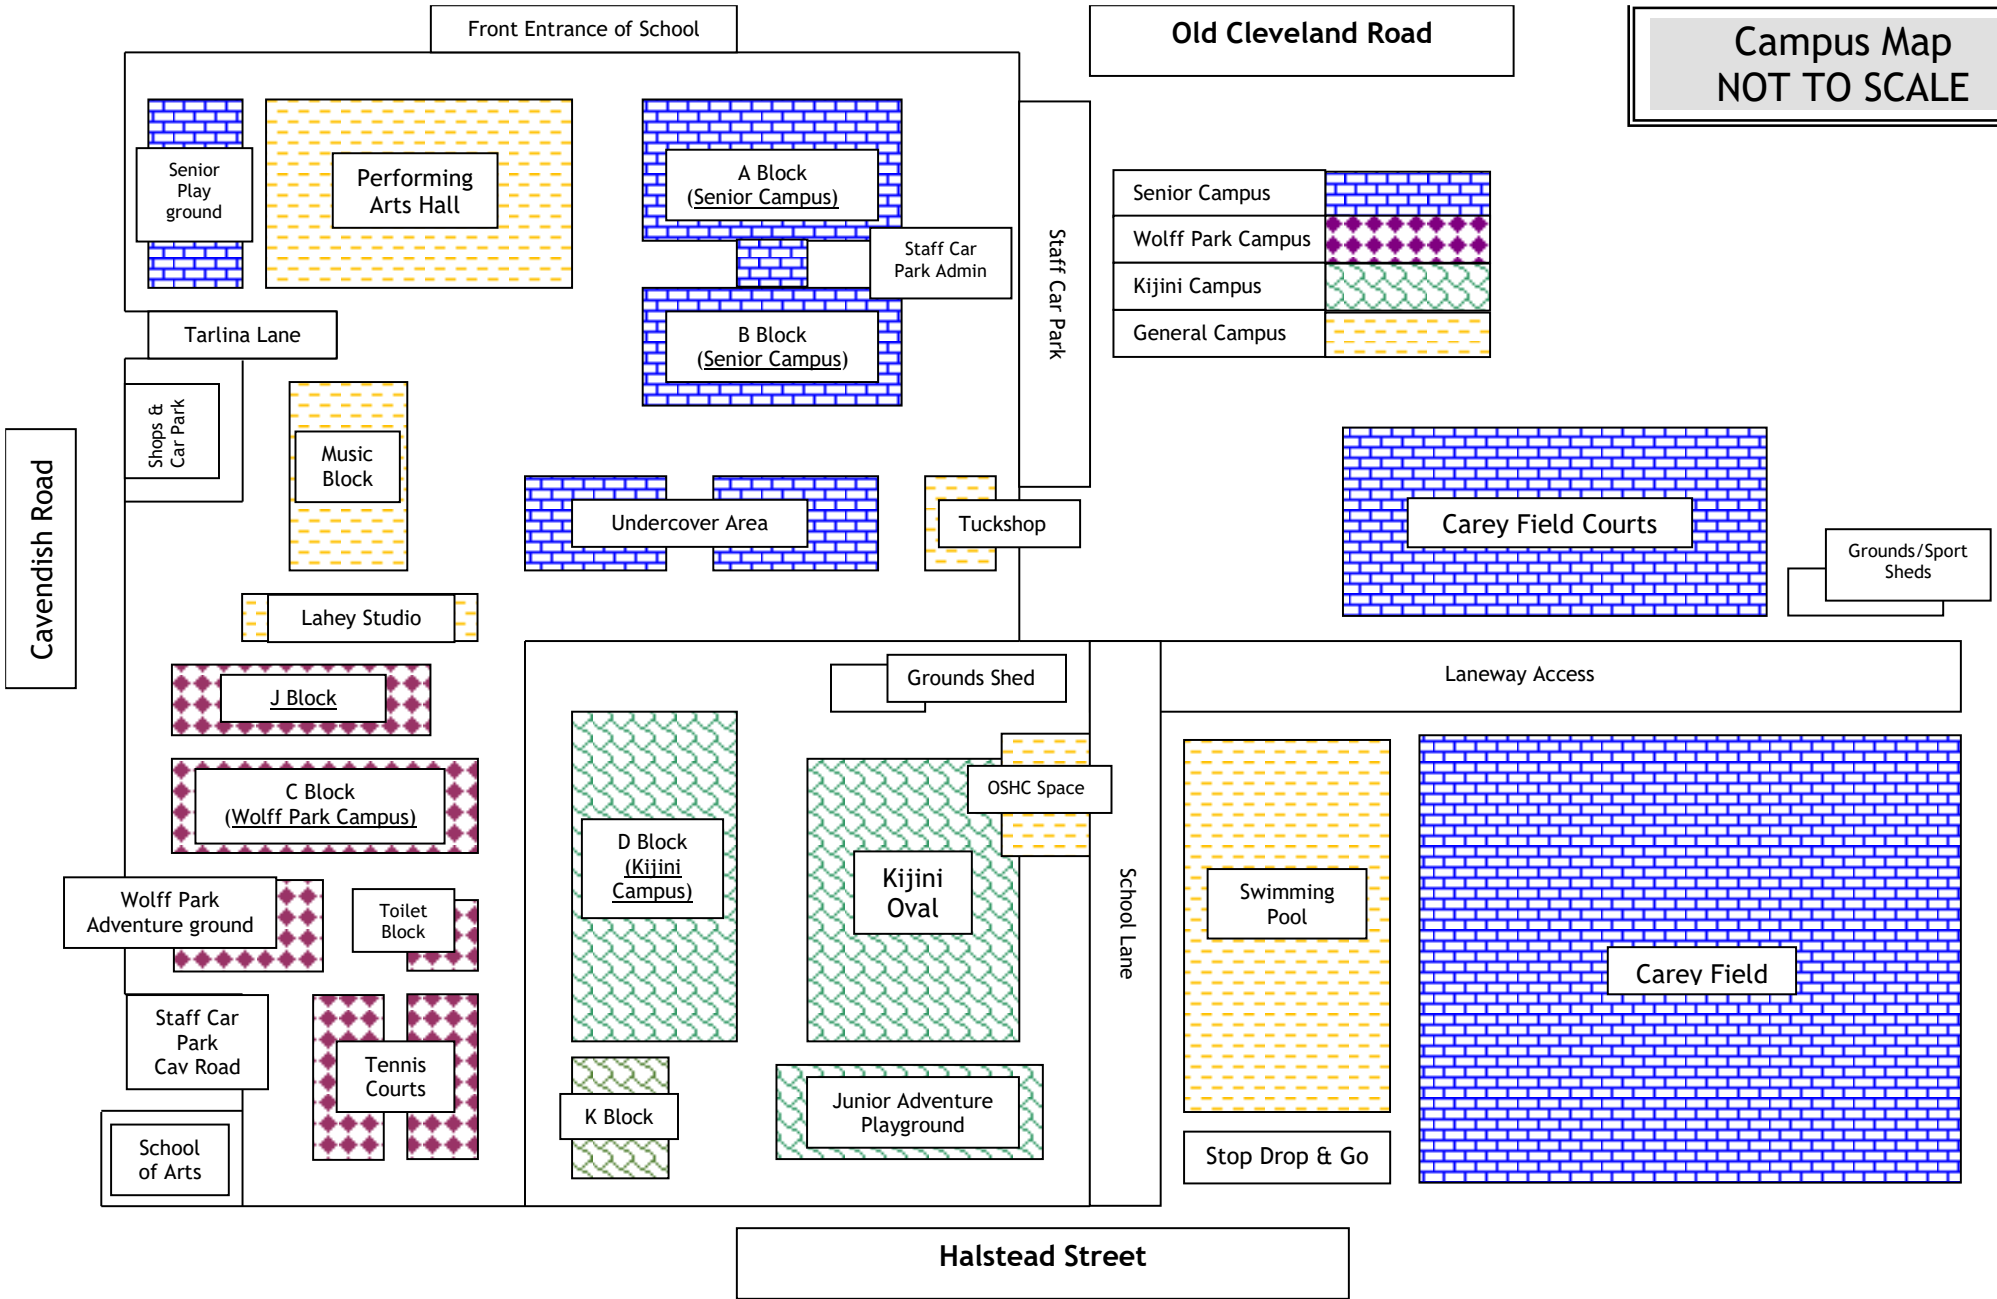 Front Entrance of School
Old Cleveland Road
Campus Map
NOT TO SCALE
Senior
Play
ground
Performing
Arts Hall
A Block
(Senior Campus)
Staff Car
Park Admin
Staff Car Park
Senior Campus
Wolff Park Campus
Kijini Campus
General Campus
Tarlina Lane
B Block
(Senior Campus)
Shops &
Car Park
Music
Block
Cavendish Road
Undercover Area
Tuckshop
Carey Field Courts
Grounds/Sport
Sheds
Lahey Studio
J Block
Grounds Shed
Laneway Access
C Block
(Wolff Park Campus)
OSHC Space
D Block
(Kijini
Campus)
Kijini
Oval
School Lane
Swimming
Pool
Wolff Park
Adventure ground
Toilet
Block
Carey Field
Staff Car
Park
Cav Road
Tennis
Courts
K Block
Junior Adventure
Playground
School
of Arts
Stop Drop & Go
Halstead Street